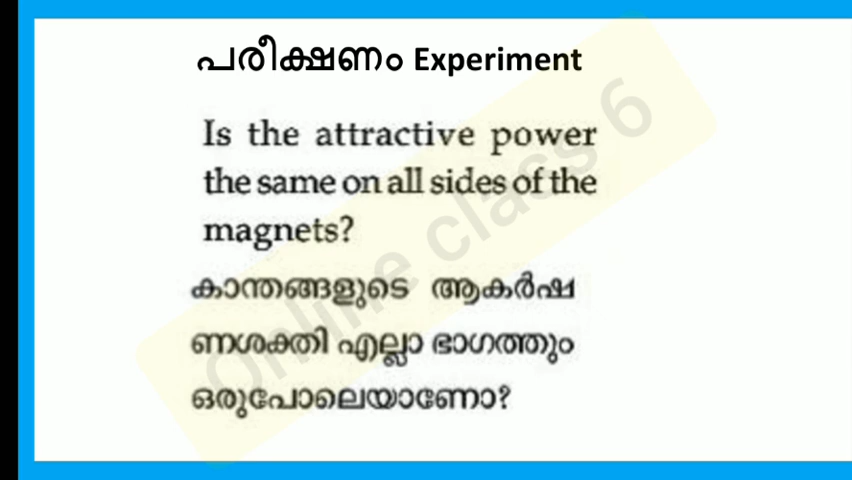 പരീക്ഷണം Experiment
Is the attractive power
the same on all sides of the
magnets?
കാന്തങ്ങളുടെ ആകർഷ
ണശക്തി എല്ലാ ഭാഗത്തും
ഒരുപോലെയാണോ?
Online class 6